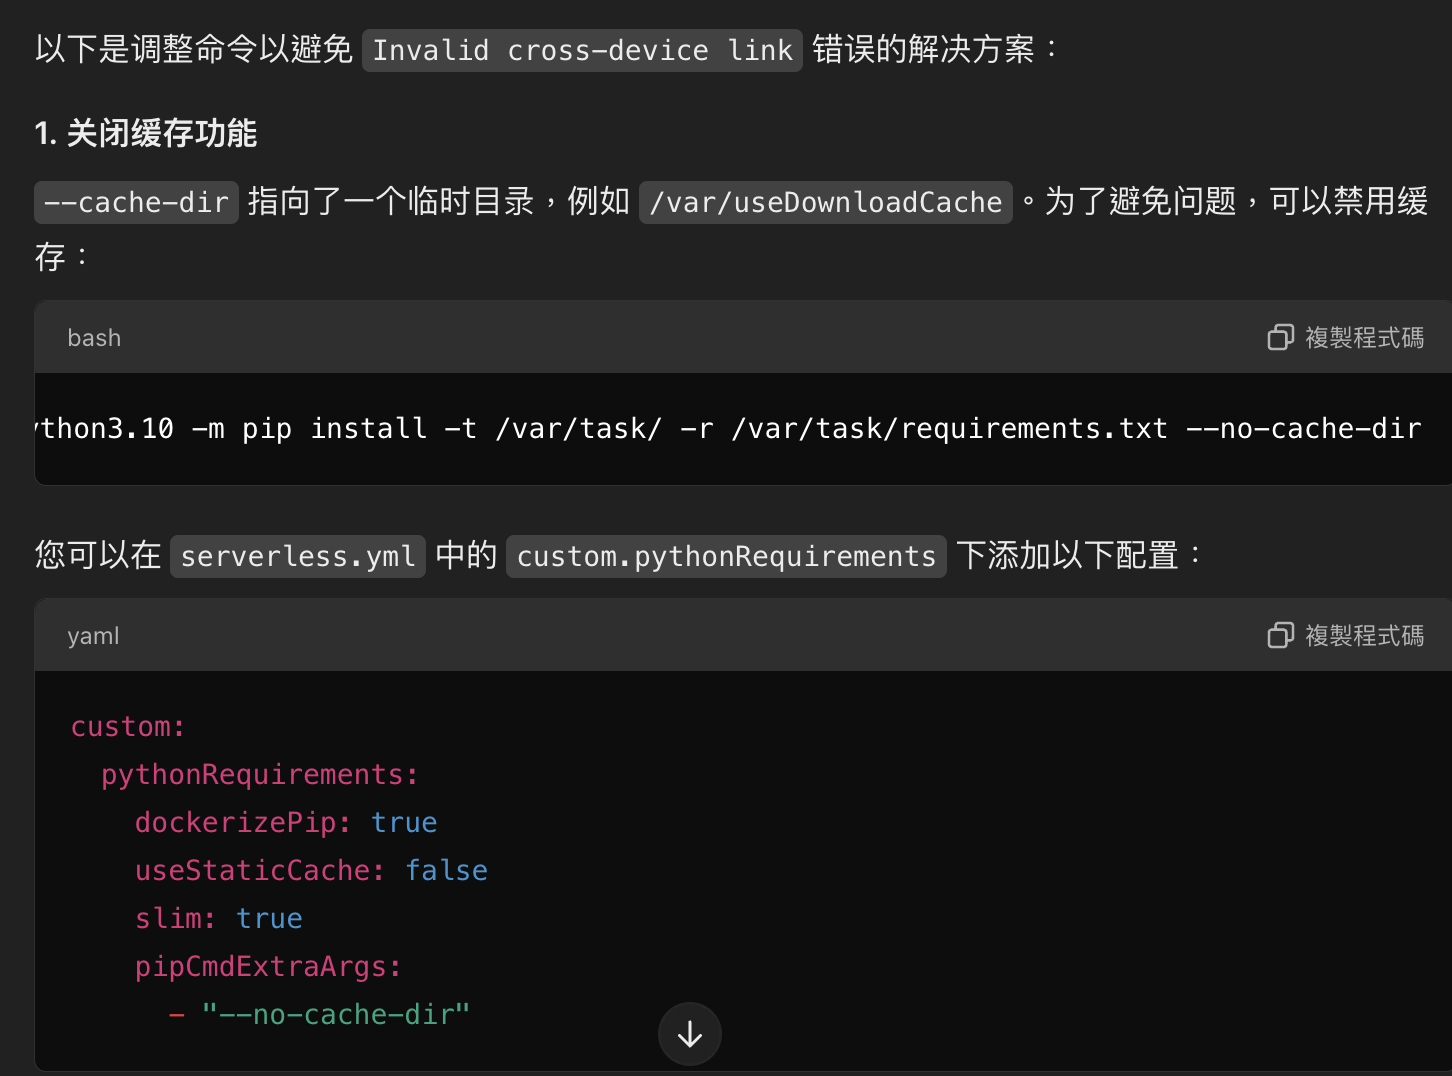 以下是调整命令以避免 Invalid cross-device link 错误的解决方案：
1. 关闭缓存功能
--cache-dir 指向了一个临时目录，例如 /var/useDownloadCache 。为了避免问题，可以禁用缓
存：
bash 複製程式碼
ython3.10 -m pip install -t /var/task/ -r /var/task/requirements.txt --no-cache-dir
您可以在 serverless.yml 中的 custom.pythonRequirements 下添加以下配置：
yaml 複製程式碼
custom:
  pythonRequirements:
    dockerizePip: true
    useStaticCache: false
    slim: true
    pipCmdExtraArgs:
      - "--no-cache-dir"